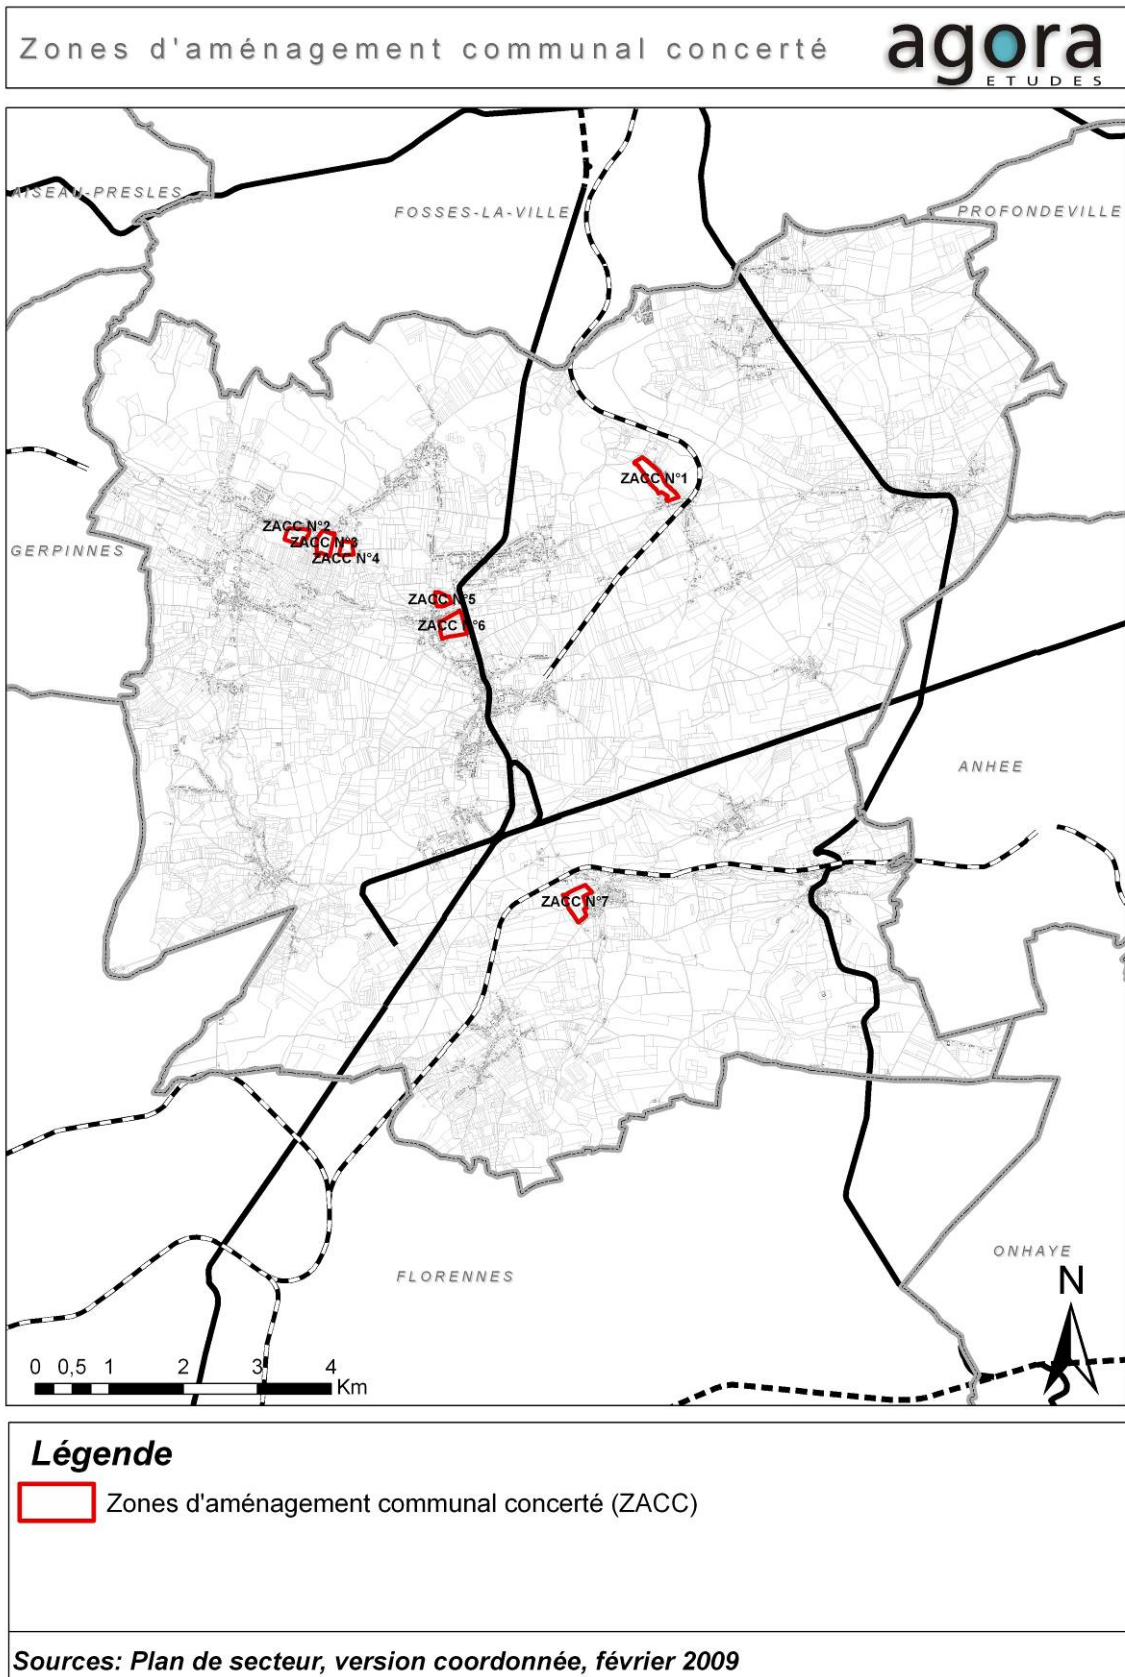 Zones d'aménagement communal concerté
agora
ETUDES
AISEAU-PRESLES
FOSSES-LA-VILLE
PROFONDEVILLE
ZACC N°1
ZACC N°2
ZACC N°3
GERPINNES
ZACC N°4
ZACC N°5
ZACC N°6
ANHEE
ZACC N°7
ONHAYE
FLORENNES
N
0 0,5 1 2 3 4
Km
Légende
Zones d'aménagement communal concerté (ZACC)
Sources: Plan de secteur, version coordonnée, février 2009